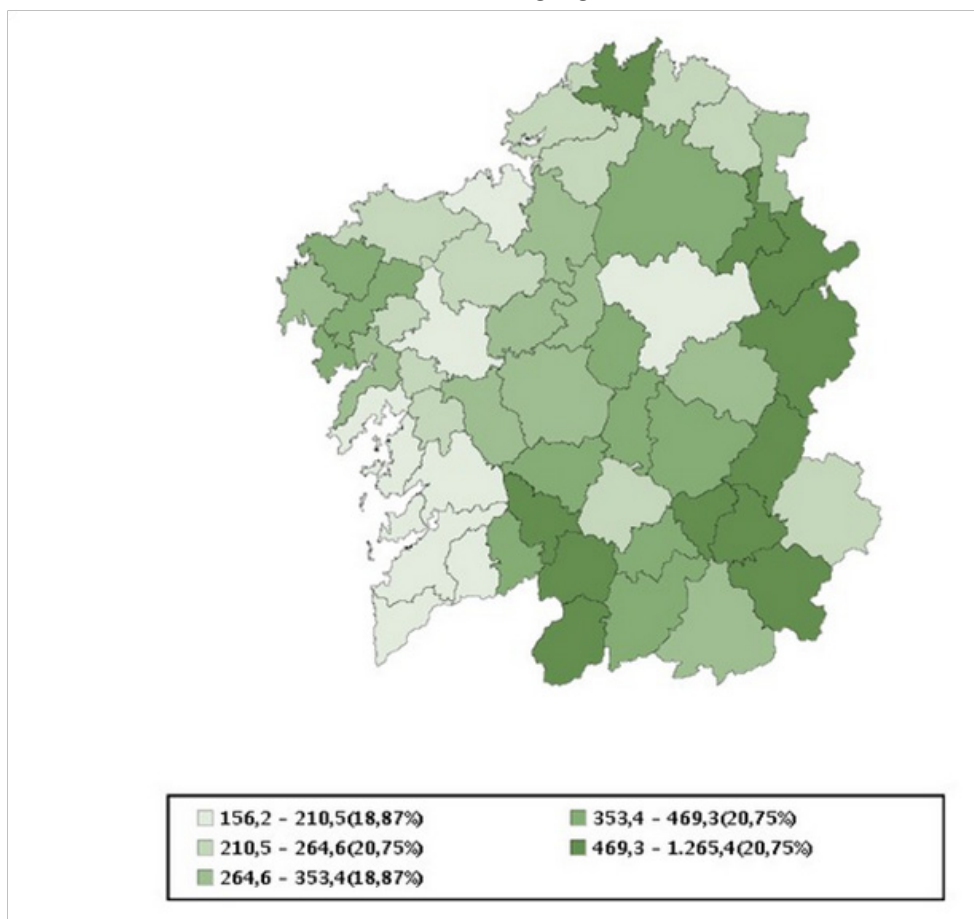 156,2 – 210,5(18,87%)
210,5 – 264,6(20,75%)
264,6 – 353,4(18,87%)
353,4 – 469,3(20,75%)
469,3 – 1.265,4(20,75%)